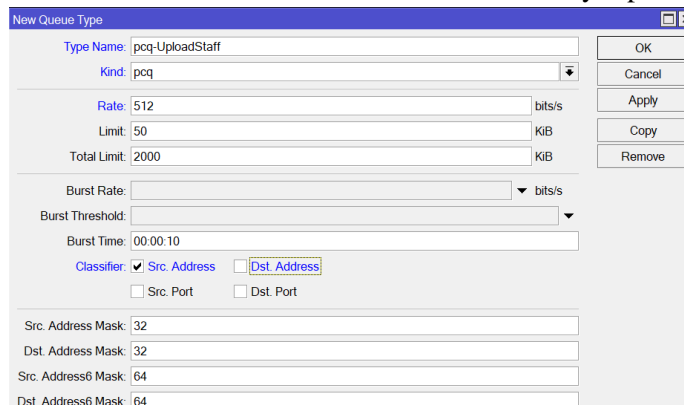 New Queue Type
Type Name: pcq-UploadStaff
OK
Kind: pcq
Cancel
Rate: 512 bits/s
Apply
Limit: 50 KiB
Copy
Total Limit: 2000 KiB
Remove
Burst Rate: bits/s
Burst Threshold:
Burst Time: 00:00:10
Classifier: Src. Address Dst. Address
Src. Port Dst. Port
Src. Address Mask: 32
Dst. Address Mask: 32
Src. Address6 Mask: 64
Dst. Address6 Mask: 64